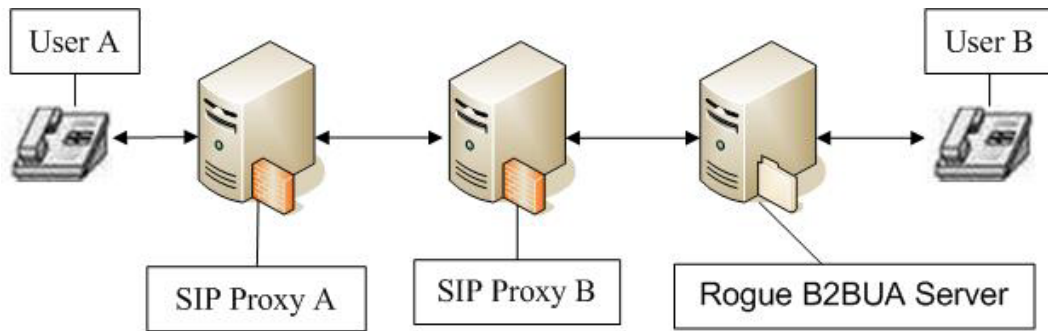 User A
User B
SIP Proxy A
SIP Proxy B
Rogue B2BUA Server